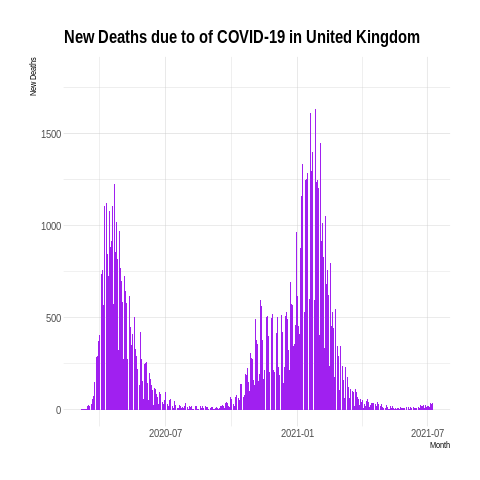 New Deaths due to of COVID-19 in United Kingdom
New Deaths
1500
1000
500
0
2020-07
2021-01
2021-07
Month